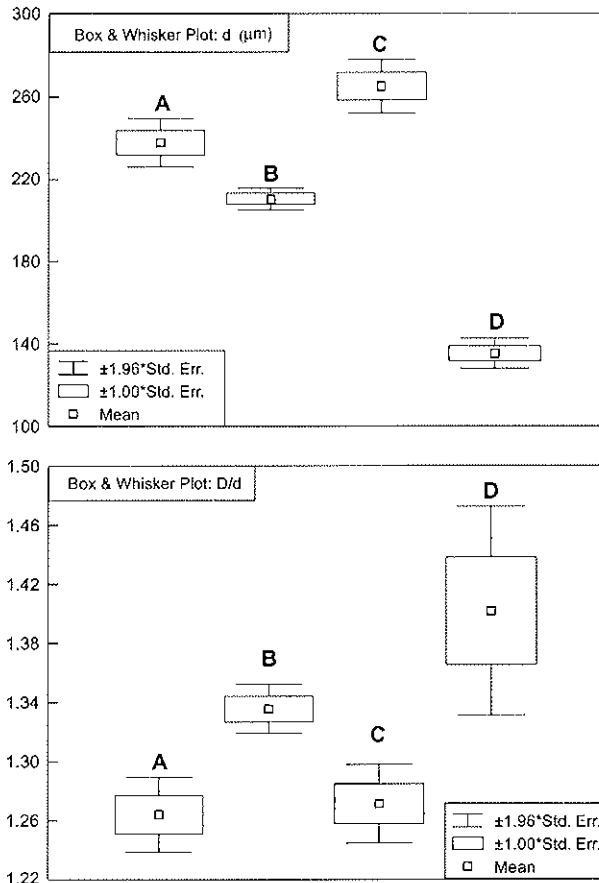 300
Box & Whisker Plot: d (µm)
C
260
A
220
B
180
D
140
±1.96*Std. Err.
±1.00*Std. Err.
Mean
100
1.50
Box & Whisker Plot: D/d
D
1.46
1.42
1.38
B
1.34
C
1.30
A
1.26
±1.96*Std. Err.
±1.00*Std. Err.
Mean
1.22